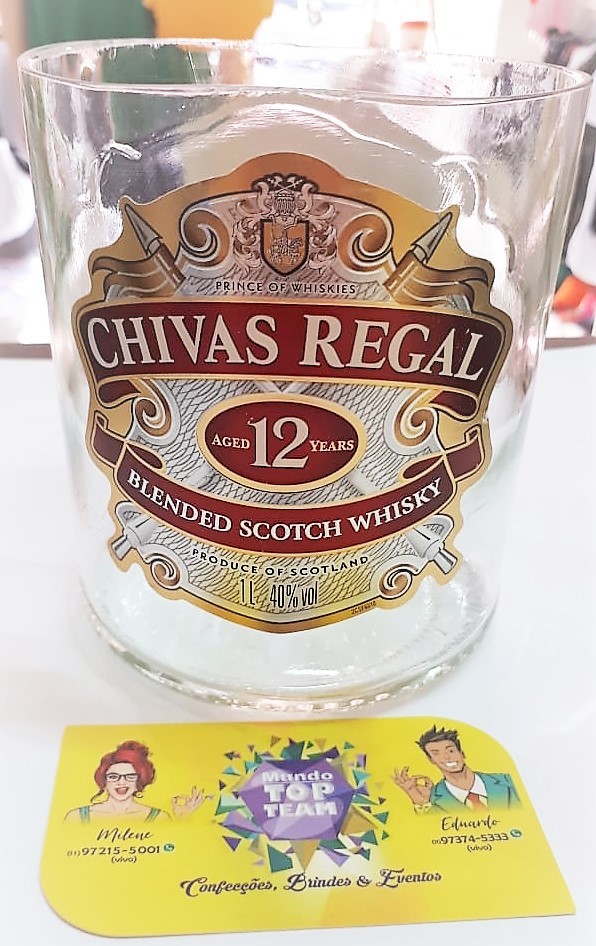 PRINCE OF WHISKIES
CHIVAS REGAL
AGED 12 YEARS
BLENDED SCOTCH WHISKY
PRODUCE OF SCOTLAND
1L 40% vol
Mundo
TOP
TEAM
Milene
(11) 97215-5001
(vivo)
Eduardo
(11) 97374-5333
(vivo)
Confecções, Brindes & Eventos